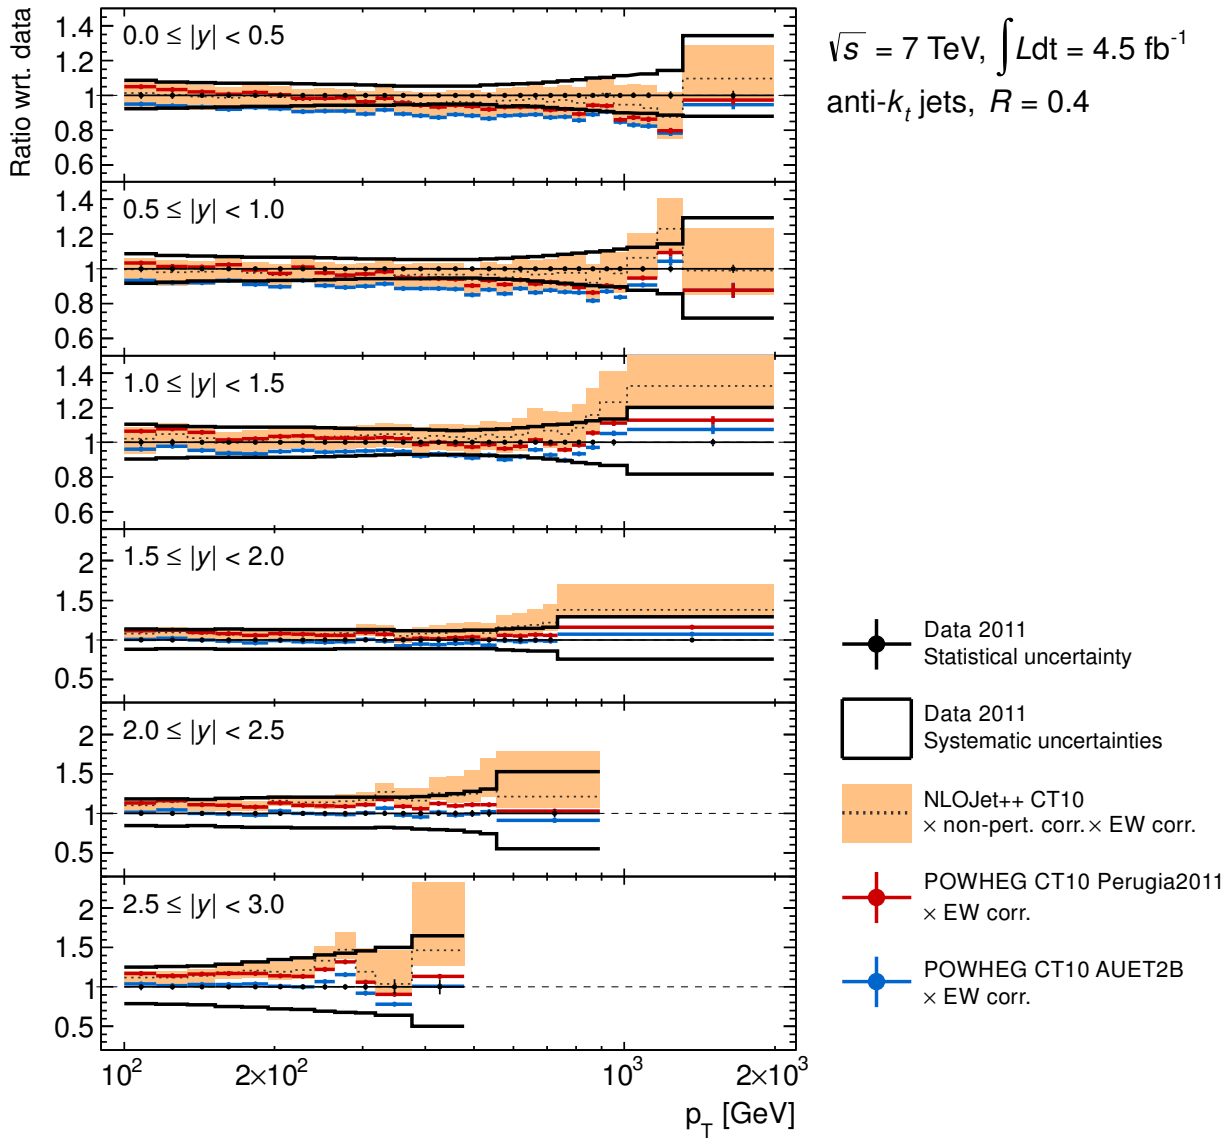 Ratio wrt. data
0.0 ≤ |y| < 0.5
1.4
1.2
1
0.8
0.6
0.5 ≤ |y| < 1.0
1.4
1.2
1
0.8
0.6
1.0 ≤ |y| < 1.5
1.4
1.2
1
0.8
0.6
1.5 ≤ |y| < 2.0
2
1.5
1
0.5
2.0 ≤ |y| < 2.5
2
1.5
1
0.5
2.5 ≤ |y| < 3.0
2
1.5
1
0.5
10² 2×10² 10³ 2×10³
p_T [GeV]
√s = 7 TeV, ∫Ldt = 4.5 fb⁻¹
anti-k_t jets, R = 0.4
Data 2011
Statistical uncertainty
Data 2011
Systematic uncertainties
NLOJet++ CT10
× non-pert. corr. × EW corr.
POWHEG CT10 Perugia2011
× EW corr.
POWHEG CT10 AUET2B
× EW corr.